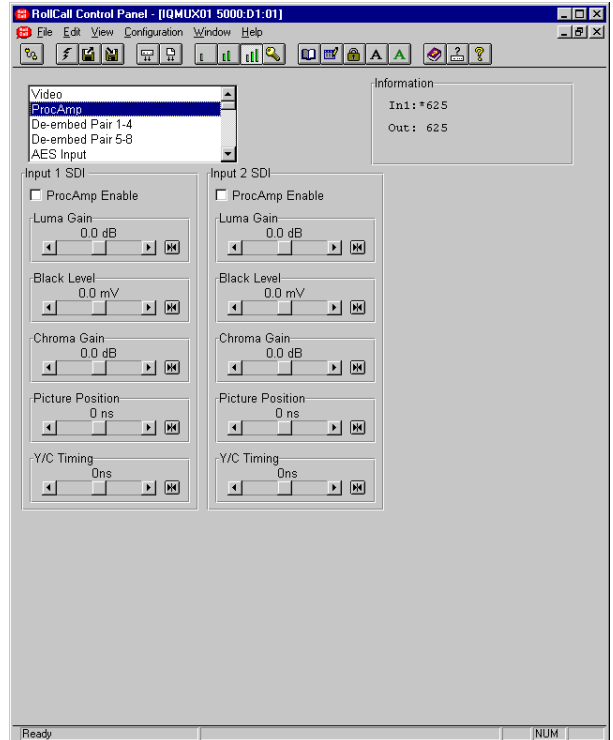 RollCall Control Panel - [IQMUX01 5000:D1:01]
File Edit View Configuration Window Help
A A
Video
ProcAmp
De-embed Pair 1-4
De-embed Pair 5-8
AES Input
Information
In1:*625
Out: 625
Input 1 SDI
ProcAmp Enable
Luma Gain
0.0 dB
Black Level
0.0 mV
Chroma Gain
0.0 dB
Picture Position
0 ns
Y/C Timing
0ns
Input 2 SDI
ProcAmp Enable
Luma Gain
0.0 dB
Black Level
0.0 mV
Chroma Gain
0.0 dB
Picture Position
0 ns
Y/C Timing
0ns
Ready
NUM